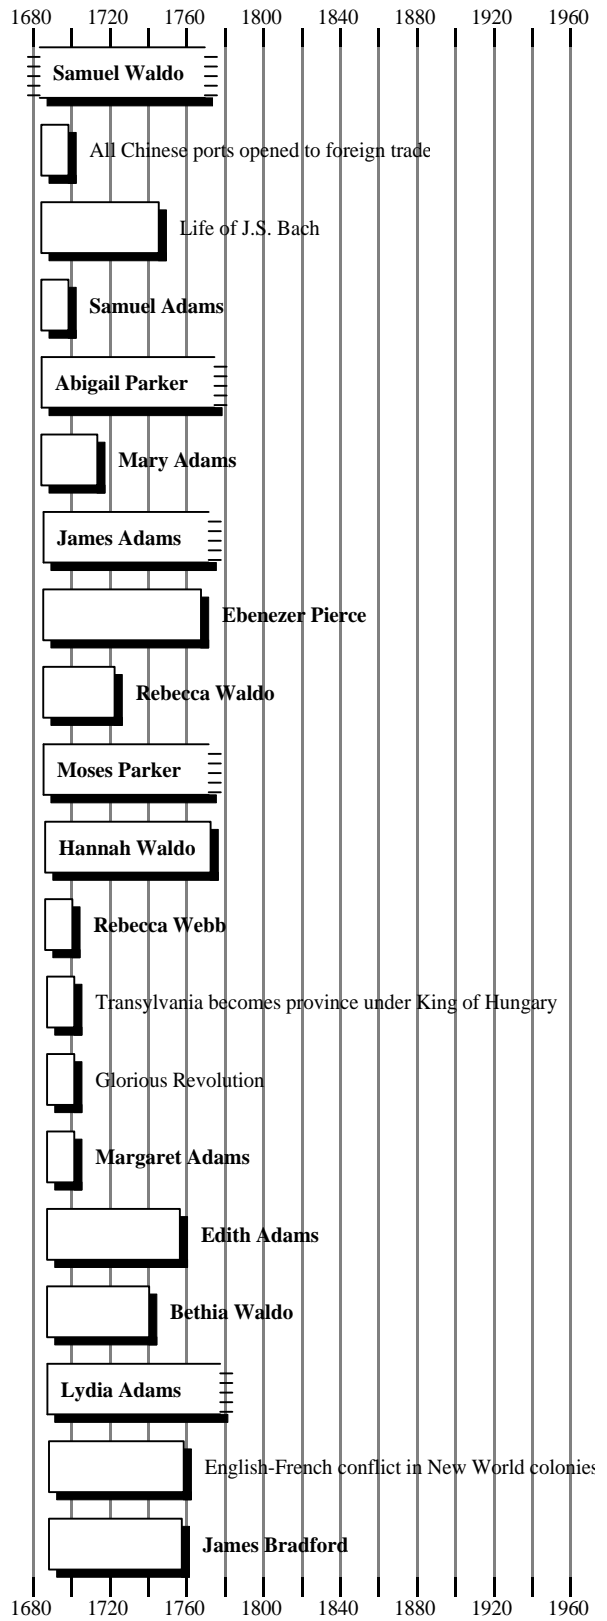 1680 1720 1760 1800 1840 1880 1920 1960
Samuel Waldo
All Chinese ports opened to foreign trade
Life of J.S. Bach
Samuel Adams
Abigail Parker
Mary Adams
James Adams
Ebenezer Pierce
Rebecca Waldo
Moses Parker
Hannah Waldo
Rebecca Webb
Transylvania becomes province under King of Hungary
Glorious Revolution
Margaret Adams
Edith Adams
Bethia Waldo
Lydia Adams
English-French conflict in New World colonies
James Bradford
1680 1720 1760 1800 1840 1880 1920 1960